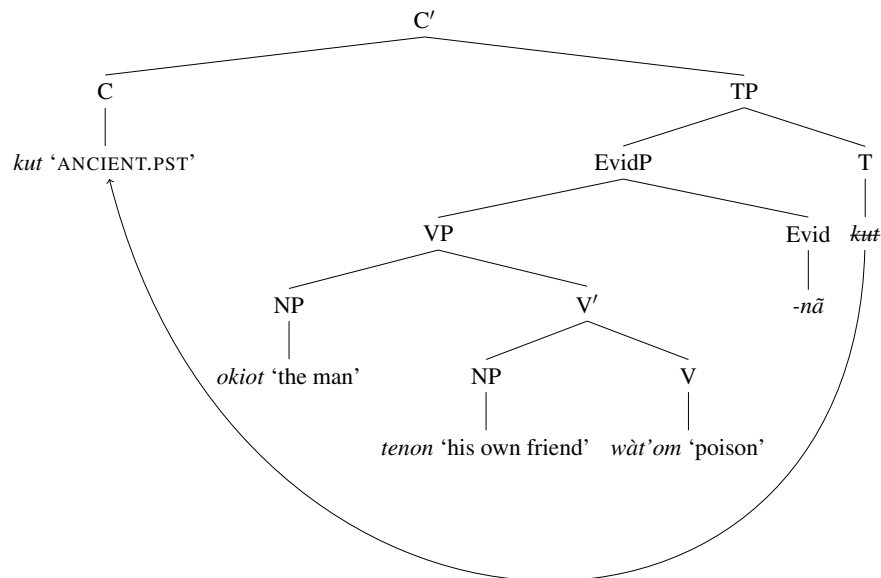 C′
C TP
kut ‘ANCIENT.PST’ EvidP T
VP Evid kut
NP V′ -nã
okiot ‘the man’ NP V
tenon ‘his own friend’ wàt’om ‘poison’